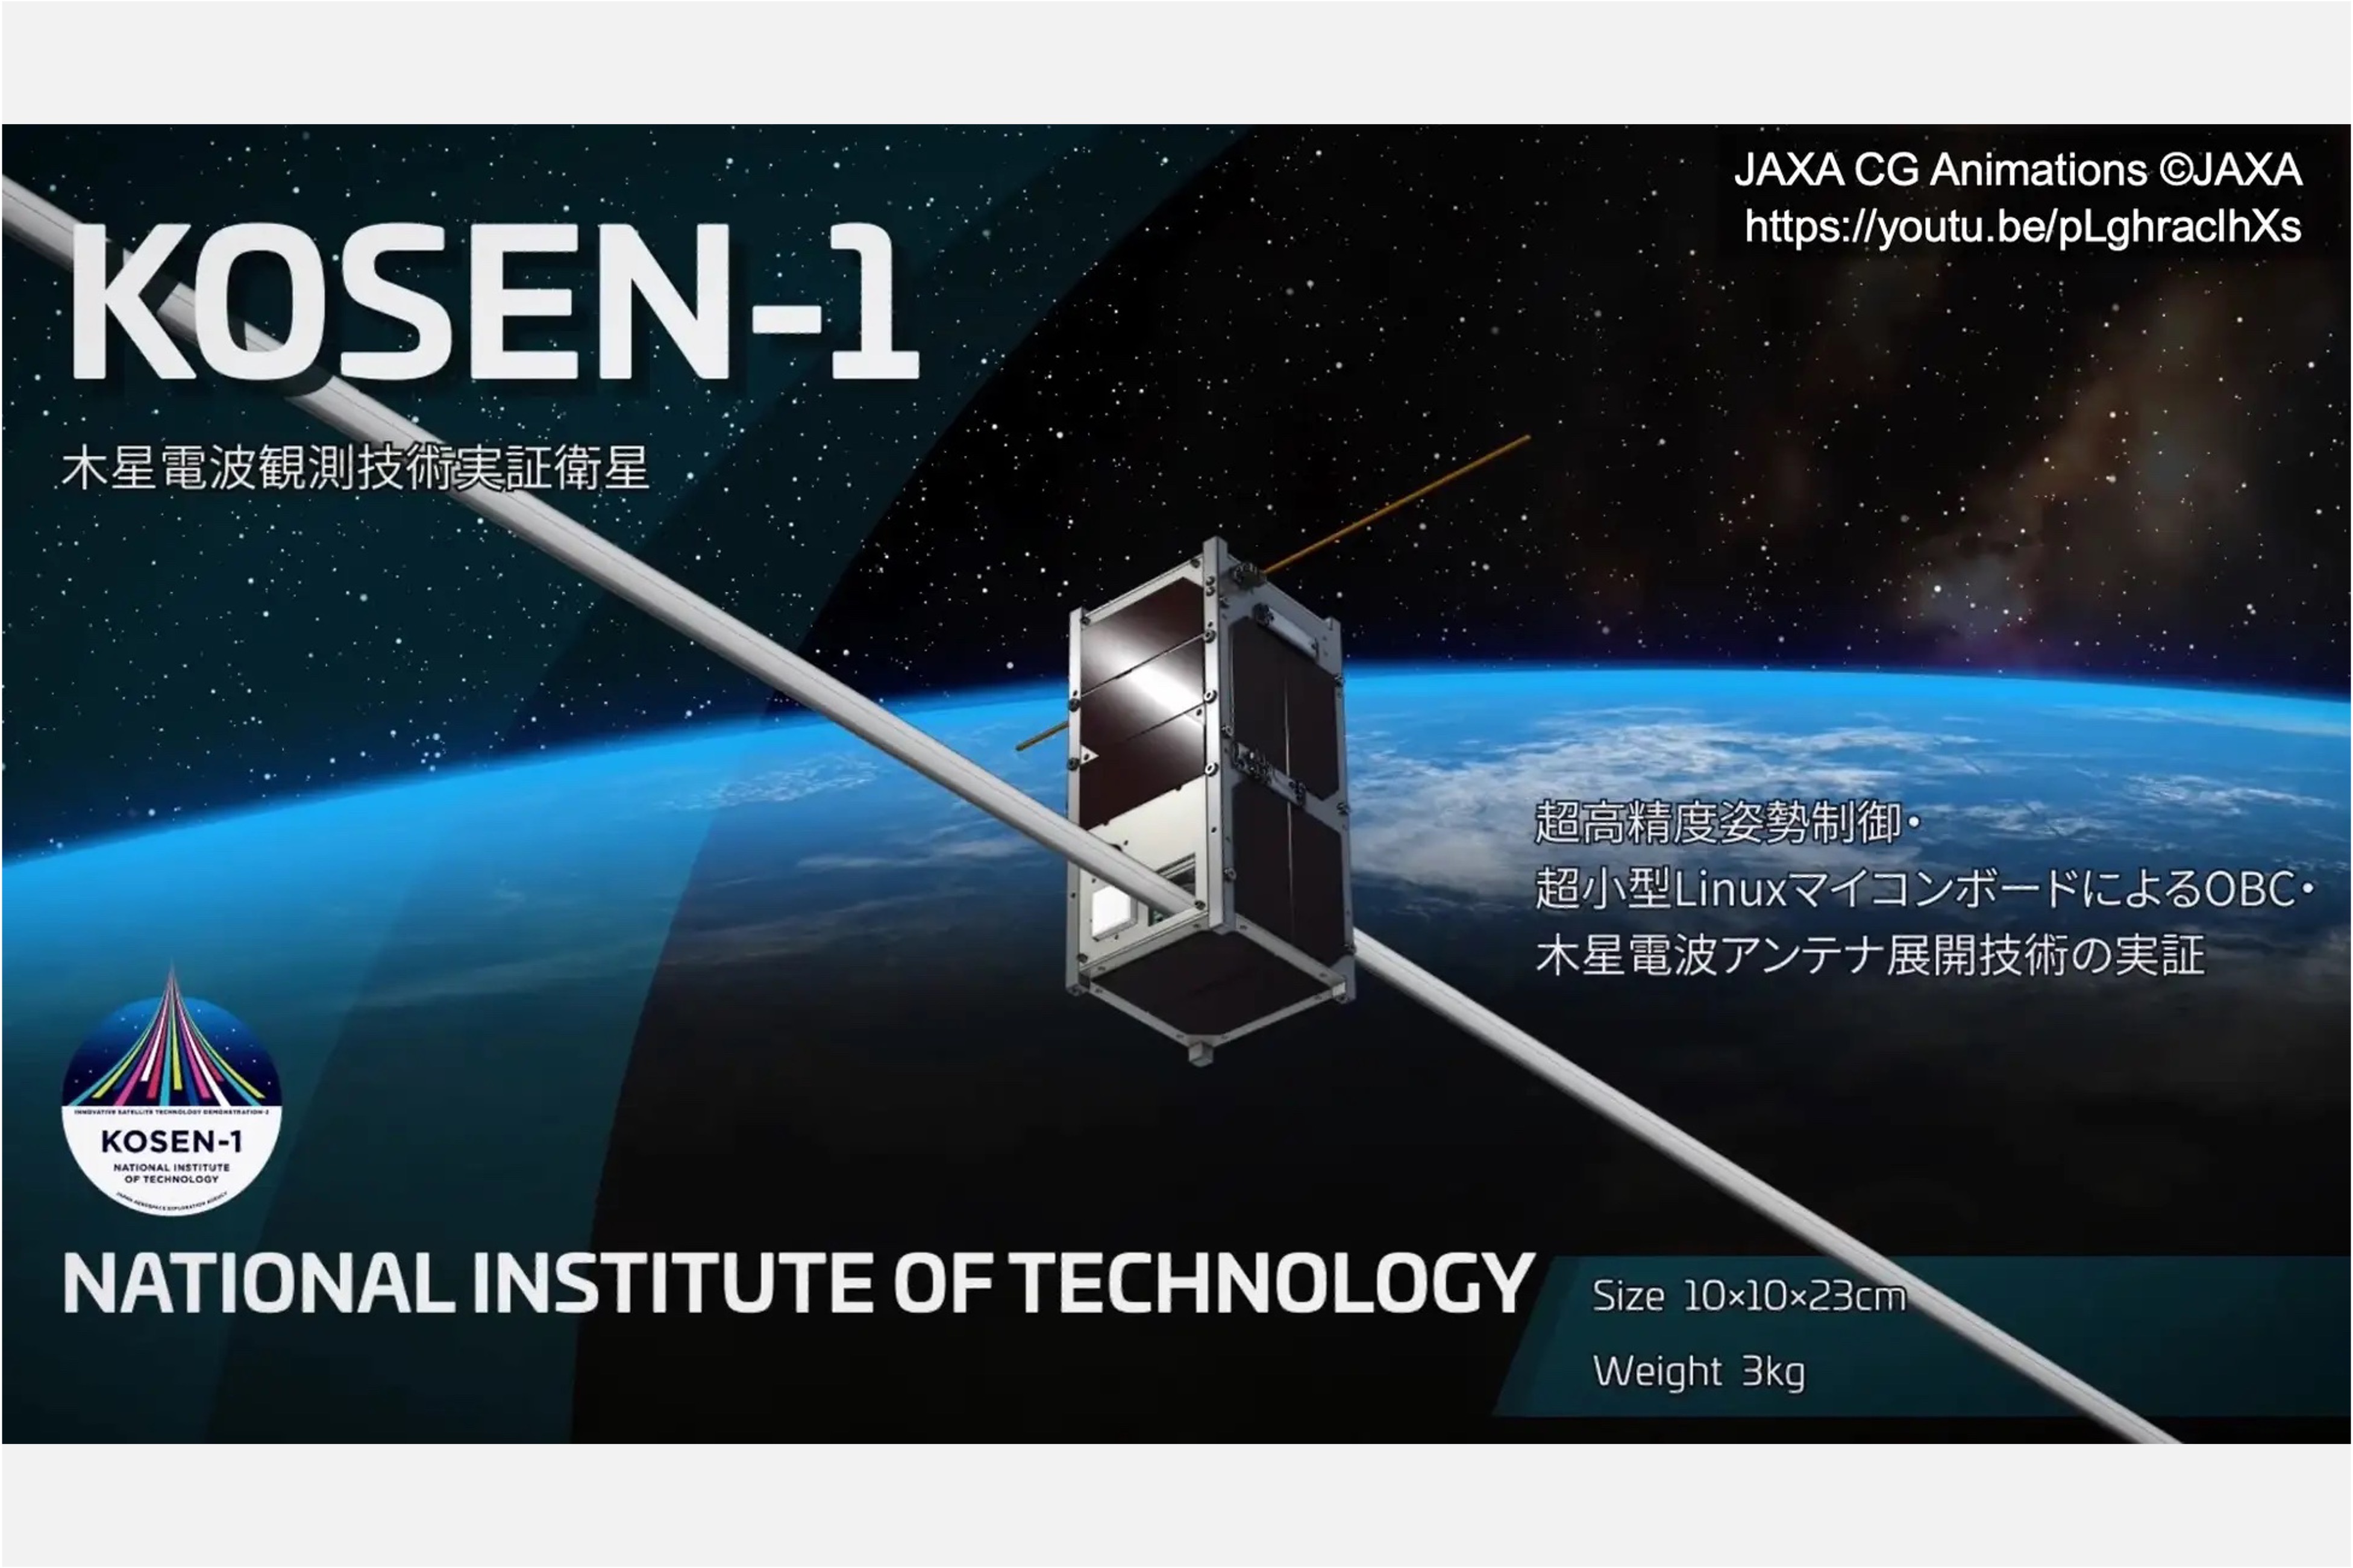 JAXA CG Animations ©JAXA
https://youtu.be/pLghraclhXs
KOSEN-1
木星電波観測技術実証衛星
超高精度姿勢制御・
超小型LinuxマイコンボードによるOBC・
木星電波アンテナ展開技術の実証
INNOVATIVE SATELLITE TECHNOLOGY DEMONSTRATION-2
KOSEN-1
NATIONAL INSTITUTE
OF TECHNOLOGY
JAPAN AEROSPACE EXPLORATION AGENCY
NATIONAL INSTITUTE OF TECHNOLOGY
Size 10×10×23cm
Weight 3kg